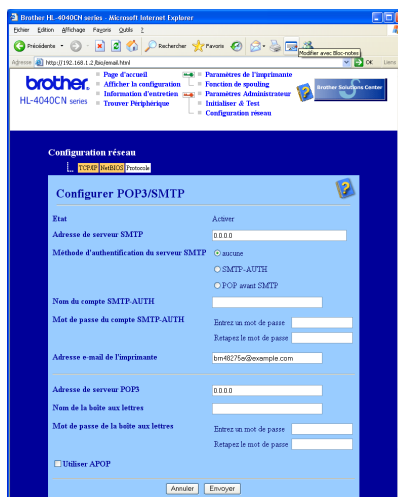 Brother HL-4040CN series - Microsoft Internet Explorer
Fichier Edition Affichage Favoris Outils ?
Précédente Rechercher Favoris
Modifier avec Bloc-notes
Adresse http://192.168.1.2/bio/email.html OK Liens
brother. HL-4040CN series
Page d'accueil
Afficher la configuration
Information d'entretien
Trouver Périphérique
Paramètres de l'imprimante
Fonction de spouling
Paramètres Administrateur
Initialiser & Test
Configuration réseau
Brother Solutions Center
Configuration réseau
TCP/IP NetBIOS Protocole
Configurer POP3/SMTP
Etat Activer
Adresse de serveur SMTP 0.0.0.0
Méthode d'authentification du serveur SMTP aucune
SMTP-AUTH
POP avant SMTP
Nom du compte SMTP-AUTH
Mot de passe du compte SMTP-AUTH Entrez un mot de passe
Retapez le mot de passe
Adresse e-mail de l'imprimante brn48275a@example.com
Adresse de serveur POP3 0.0.0.0
Nom de la boîte aux lettres
Mot de passe de la boîte aux lettres Entrez un mot de passe
Retapez le mot de passe
Utiliser APOP
Annuler Envoyer